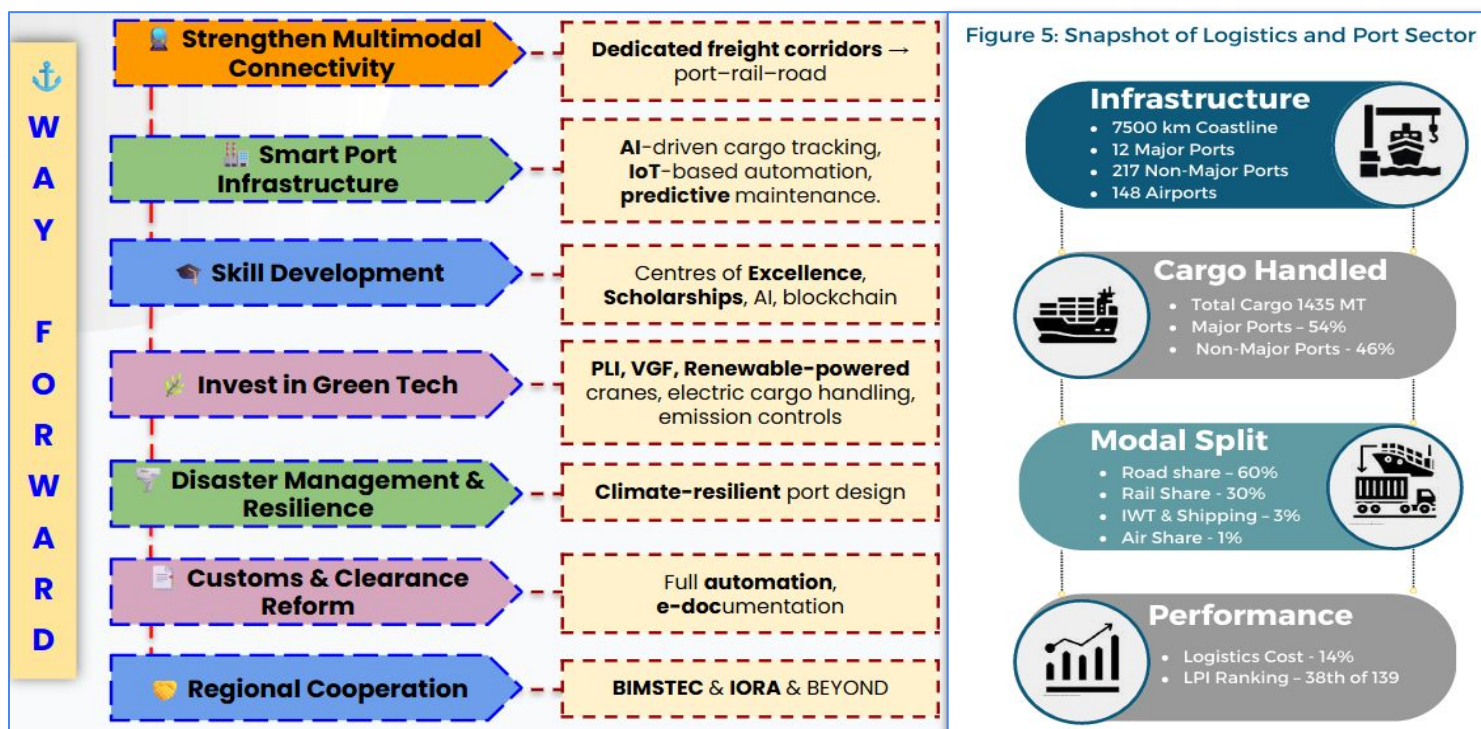 WAY FORWARD
Strengthen Multimodal
Connectivity
Dedicated freight corridors →
port–rail–road
Smart Port
Infrastructure
AI-driven cargo tracking,
IoT-based automation,
predictive maintenance.
Skill Development
Centres of Excellence,
Scholarships, AI, blockchain
Invest in Green Tech
PLI, VGF, Renewable-powered
cranes, electric cargo handling,
emission controls
Disaster Management &
Resilience
Climate-resilient port design
Customs & Clearance
Reform
Full automation,
e-documentation
Regional Cooperation
BIMSTEC & IORA & BEYOND
Figure 5: Snapshot of Logistics and Port Sector
Infrastructure
• 7500 km Coastline
• 12 Major Ports
• 217 Non-Major Ports
• 148 Airports
Cargo Handled
• Total Cargo 1435 MT
• Major Ports – 54%
• Non-Major Ports - 46%
Modal Split
• Road share – 60%
• Rail Share - 30%
• IWT & Shipping – 3%
• Air Share - 1%
Performance
• Logistics Cost - 14%
• LPI Ranking – 38th of 139